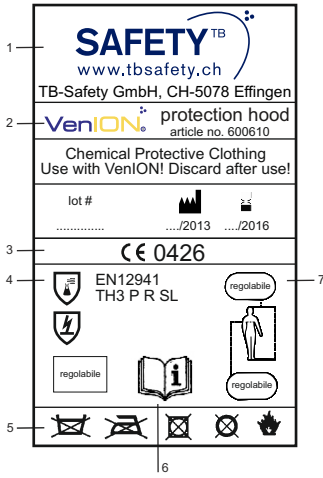 1
SAFETY TB
www.tbsafety.ch
TB-Safety GmbH, CH-5078 Effingen
2
VenION® protection hood
article no. 600610
Chemical Protective Clothing
Use with VenION! Discard after use!
lot #
.............. ..../2013 ..../2016
3
CE 0426
4
EN12941
TH3 P R SL
regolabile
7
regolabile
i
regolabile
5
6